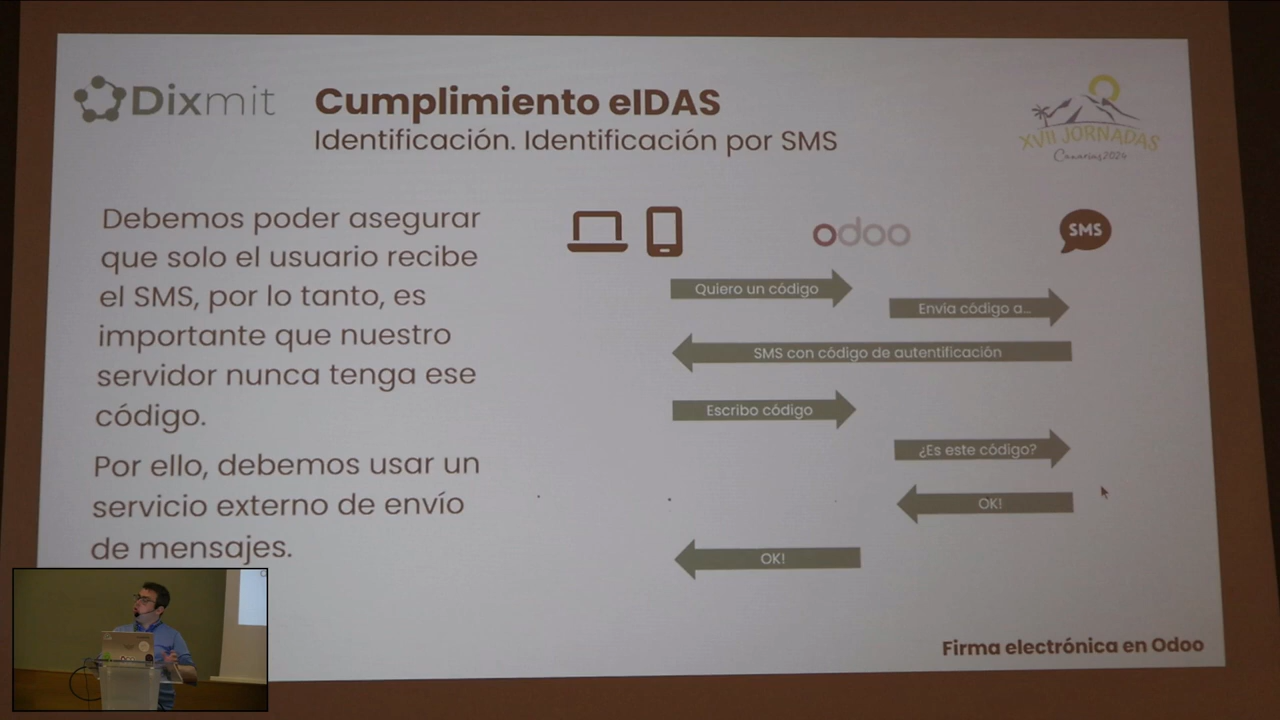 Dixmit
Cumplimiento eIDAS
Identificación. Identificación por SMS
XVII JORNADAS
Canarias 2024
Debemos poder asegurar
que solo el usuario recibe
el SMS, por lo tanto, es
importante que nuestro
servidor nunca tenga ese
código.
Por ello, debemos usar un
servicio externo de envío
de mensajes.
odoo
SMS
Quiero un código
Envía código a...
SMS con código de autentificación
Escribo código
¿Es este código?
OK!
OK!
Firma electrónica en Odoo